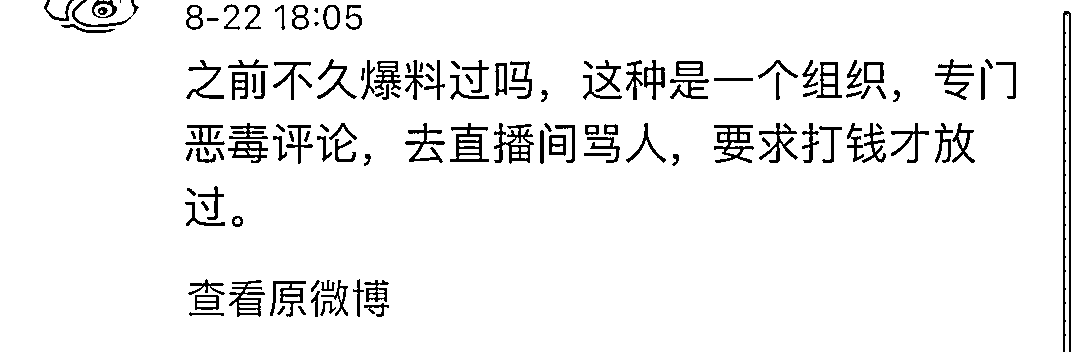 8-22 18:05
之前不久爆料过吗，这种是一个组织，专门
恶毒评论，去直播间骂人，要求打钱才放
过。
查看原微博